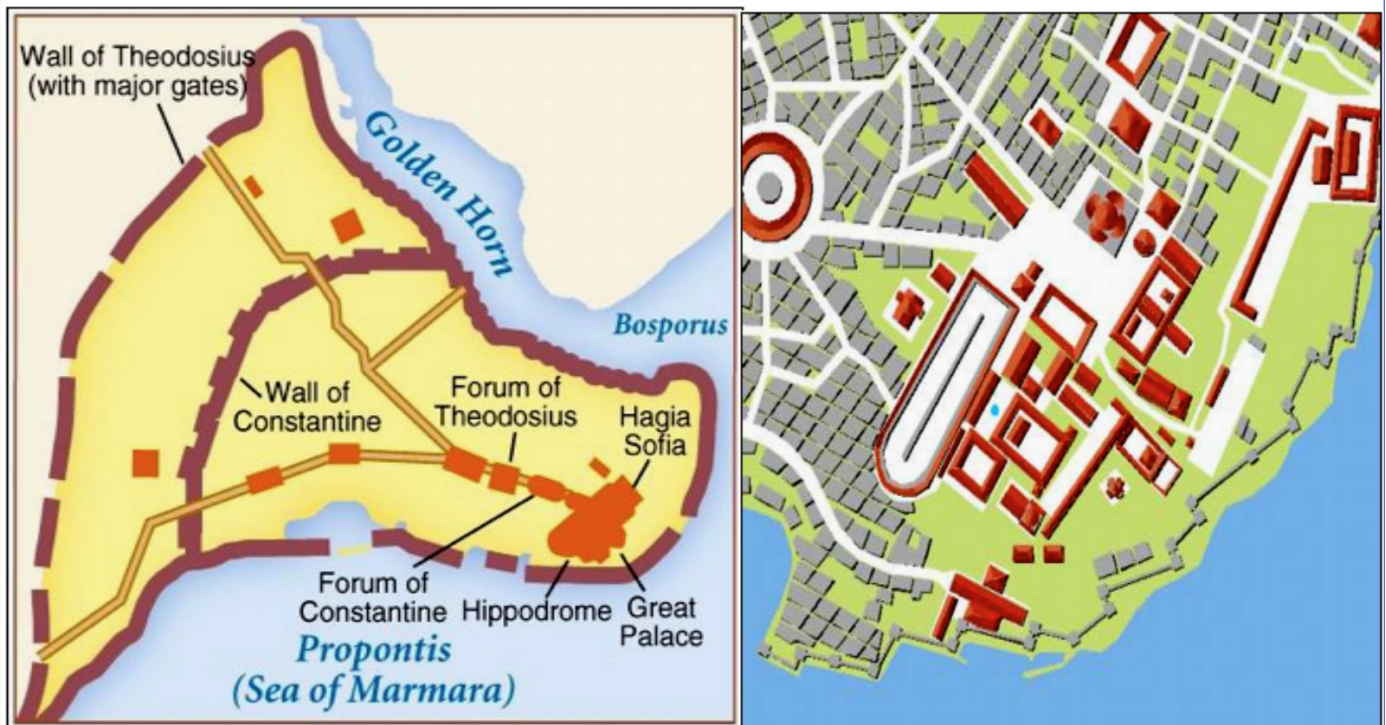 Wall of Theodosius
(with major gates)
Golden Horn
Bosporus
Wall of
Constantine
Forum of
Theodosius
Hagia
Sofia
Forum of
Constantine
Hippodrome
Great
Palace
Propontis
(Sea of Marmara)